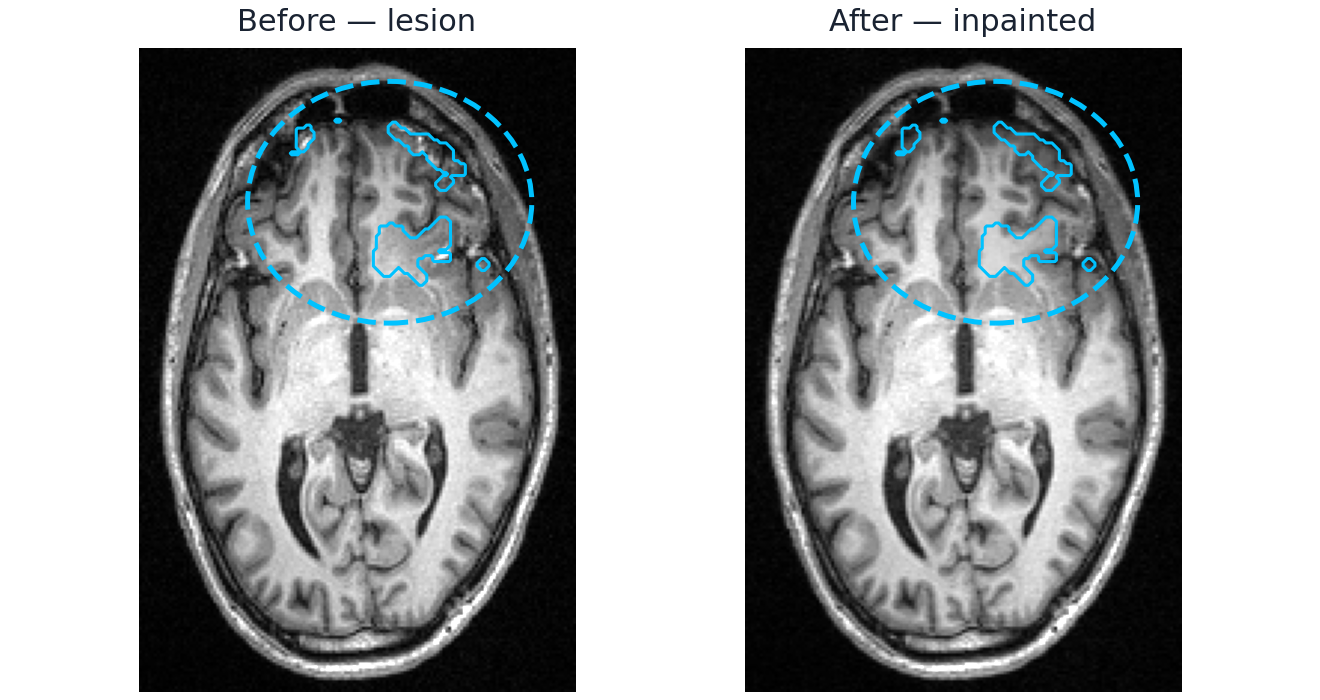 Before — lesion
After — inpainted